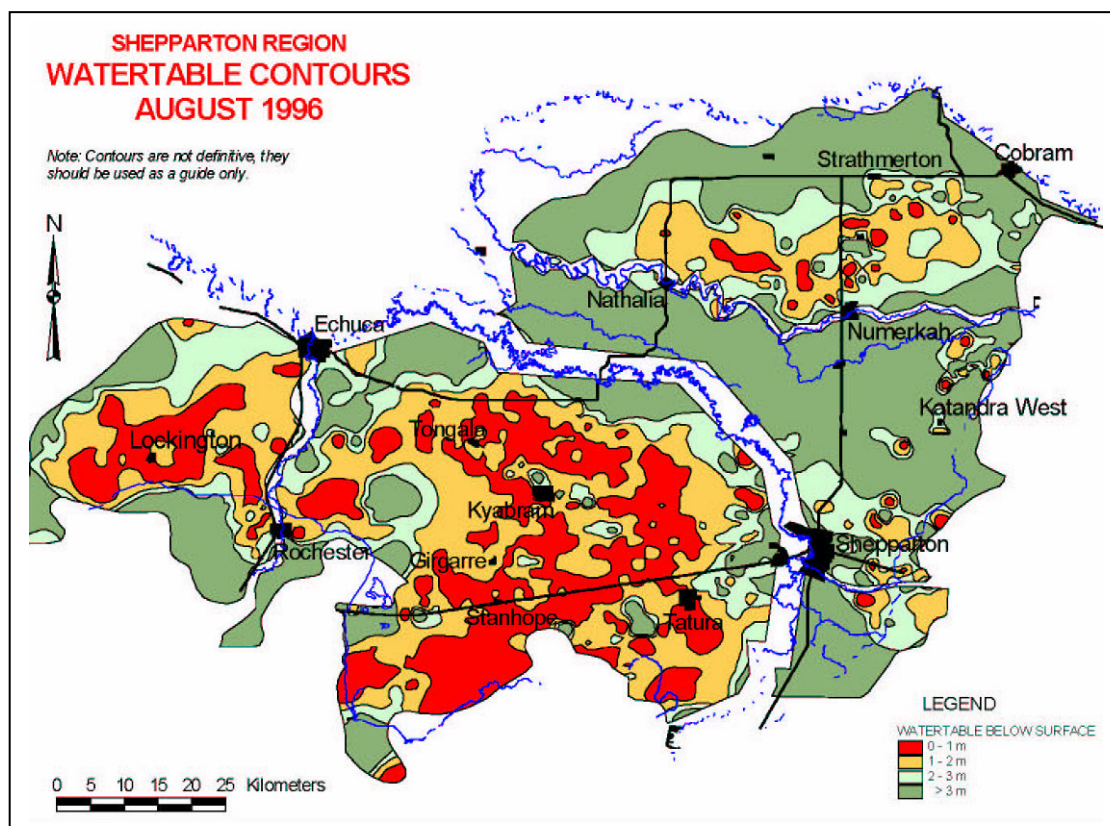 SHEPPARTON REGION
WATERTABLE CONTOURS
AUGUST 1996
Note: Contours are not definitive, they
should be used as a guide only.
N
Cobram
Strathmerton
Nathalia
Numerkah
Echuca
Katandra West
Lockington
Tongala
Kyabram
Rochester
Girgarre
Shepparton
Stanhope
Tatura
LEGEND
WATERTABLE BELOW SURFACE
0 - 1 m
1 - 2 m
2 - 3 m
> 3 m
0 5 10 15 20 25 Kilometers